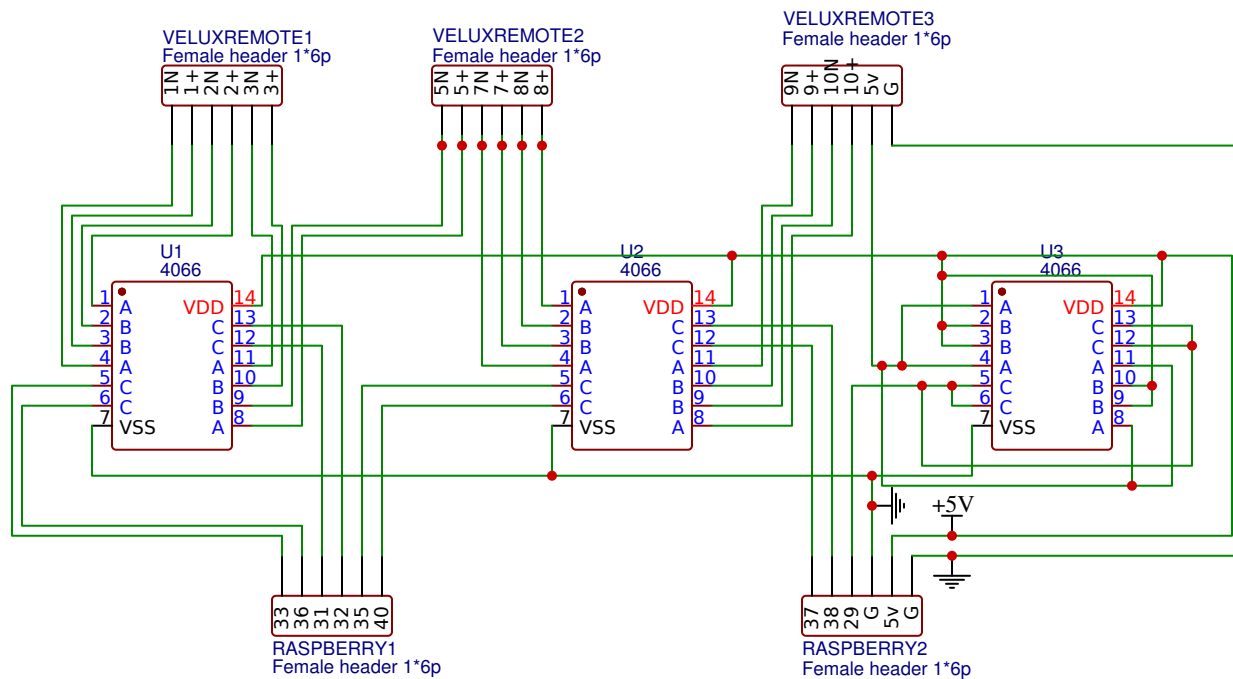 VELUXREMOTE1
Female header 1*6p
1N
1+
2N
2+
3N
3+
VELUXREMOTE2
Female header 1*6p
5N
5+
7N
7+
8N
8+
VELUXREMOTE3
Female header 1*6p
9N
9+
10N
10+
5v
G
U1
4066
1 A VDD 14
2 B C 13
3 B C 12
4 A A 11
5 C B 10
6 C B 9
7 VSS A 8
U2
4066
1 A VDD 14
2 B C 13
3 B C 12
4 A A 11
5 C B 10
6 C B 9
7 VSS A 8
U3
4066
1 A VDD 14
2 B C 13
3 B C 12
4 A A 11
5 C B 10
6 C B 9
7 VSS A 8
+5V
33
36
31
32
35
40
RASPBERRY1
Female header 1*6p
37
38
29
G
5v
G
RASPBERRY2
Female header 1*6p